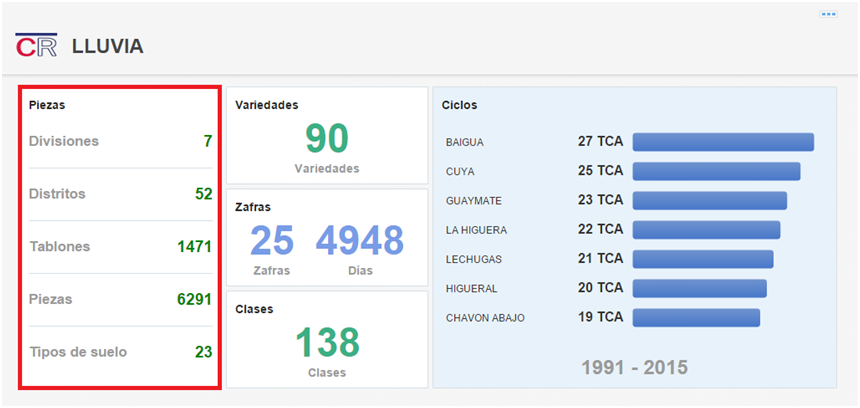 CR LLUVIA
Piezas
Divisiones 7
Distritos 52
Tablones 1471
Piezas 6291
Tipos de suelo 23
Variedades
90
Variedades
Zafras
25 4948
Zafras Días
Clases
138
Clases
Ciclos
BAIGUA 27 TCA
CUYA 25 TCA
GUAYMATE 23 TCA
LA HIGUERA 22 TCA
LECHUGAS 21 TCA
HIGUERAL 20 TCA
CHAVON ABAJO 19 TCA
1991 - 2015